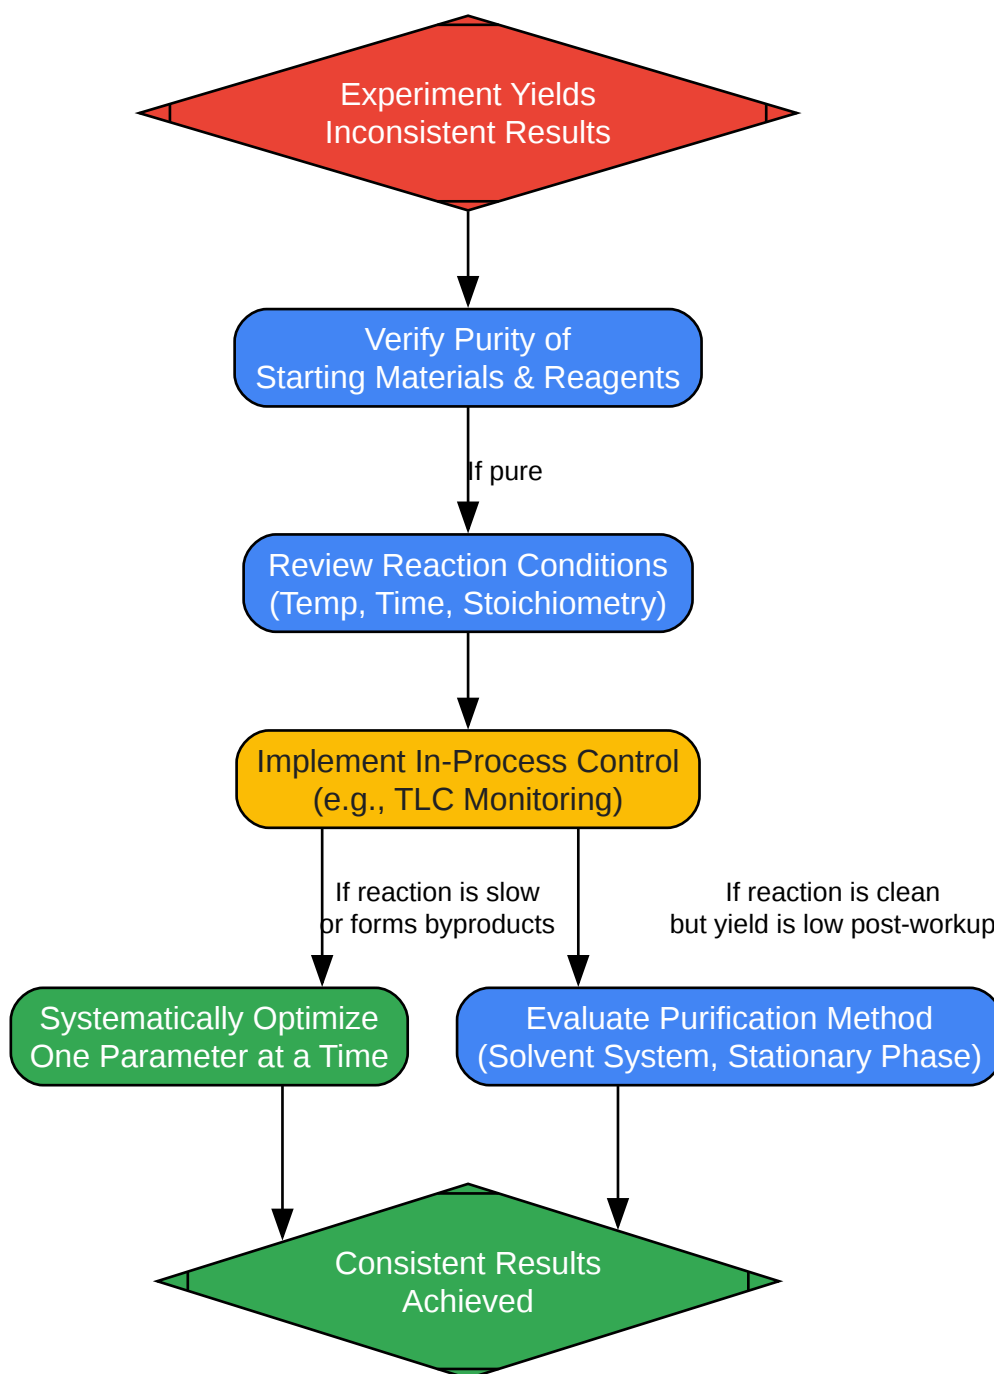 Experiment Yields
Inconsistent Results
Verify Purity of
Starting Materials & Reagents
If pure
Review Reaction Conditions
(Temp, Time, Stoichiometry)
Implement In-Process Control
(e.g., TLC Monitoring)
If reaction is slow
or forms byproducts
If reaction is clean
but yield is low post-workup
Systematically Optimize
One Parameter at a Time
Evaluate Purification Method
(Solvent System, Stationary Phase)
Consistent Results
Achieved